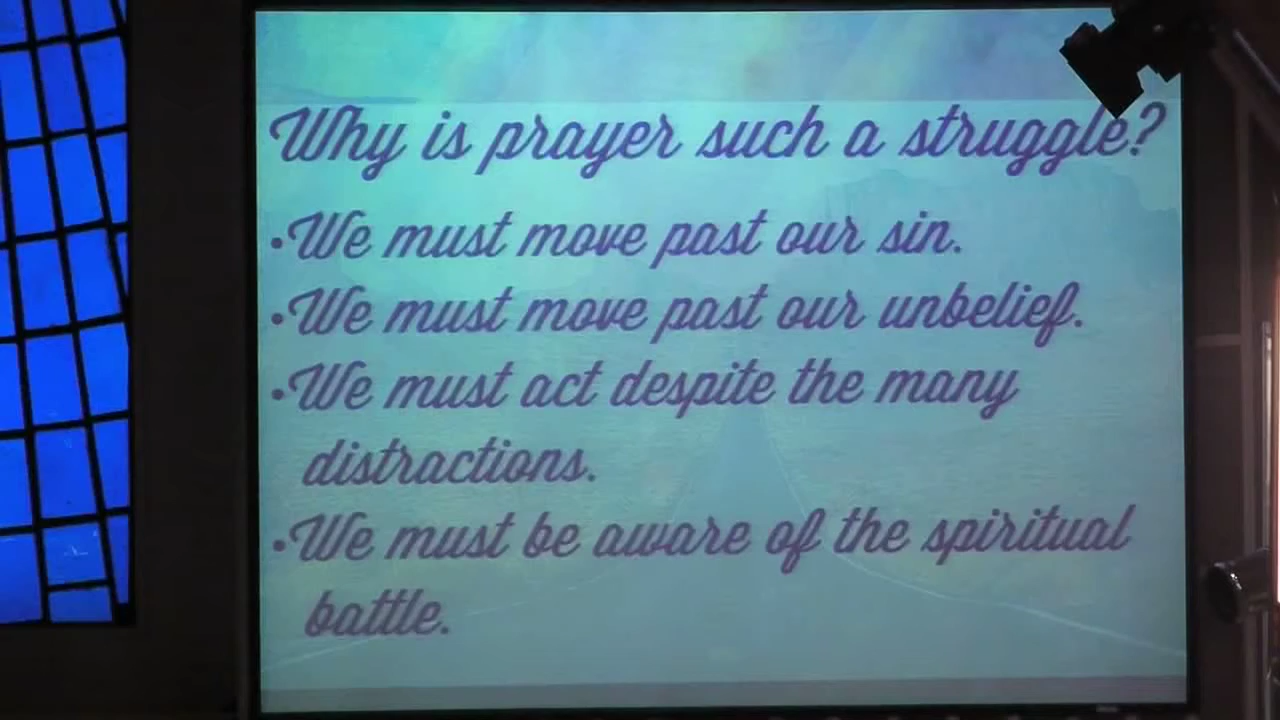 Why is prayer such a struggle?
•We must move past our sin.
•We must move past our unbelief.
•We must act despite the many
distractions.
•We must be aware of the spiritual
battle.